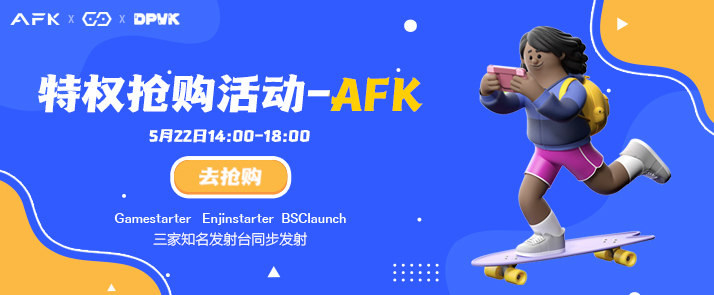 AFK x x DPYK
特权抢购活动-AFK
5月22日14:00-18:00
去抢购
Gamestarter Enjinstarter BSClaunch
三家知名发射台同步发射